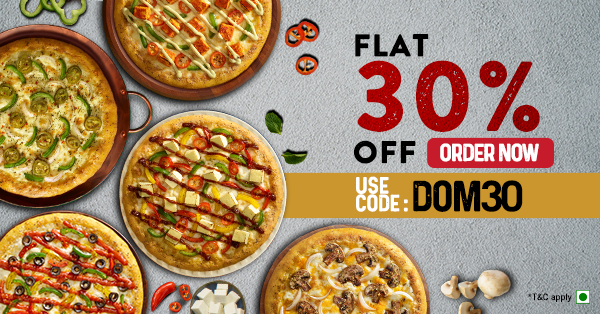 FLAT
30%
OFF ORDER NOW
USE
CODE: DOM30
*T&C apply